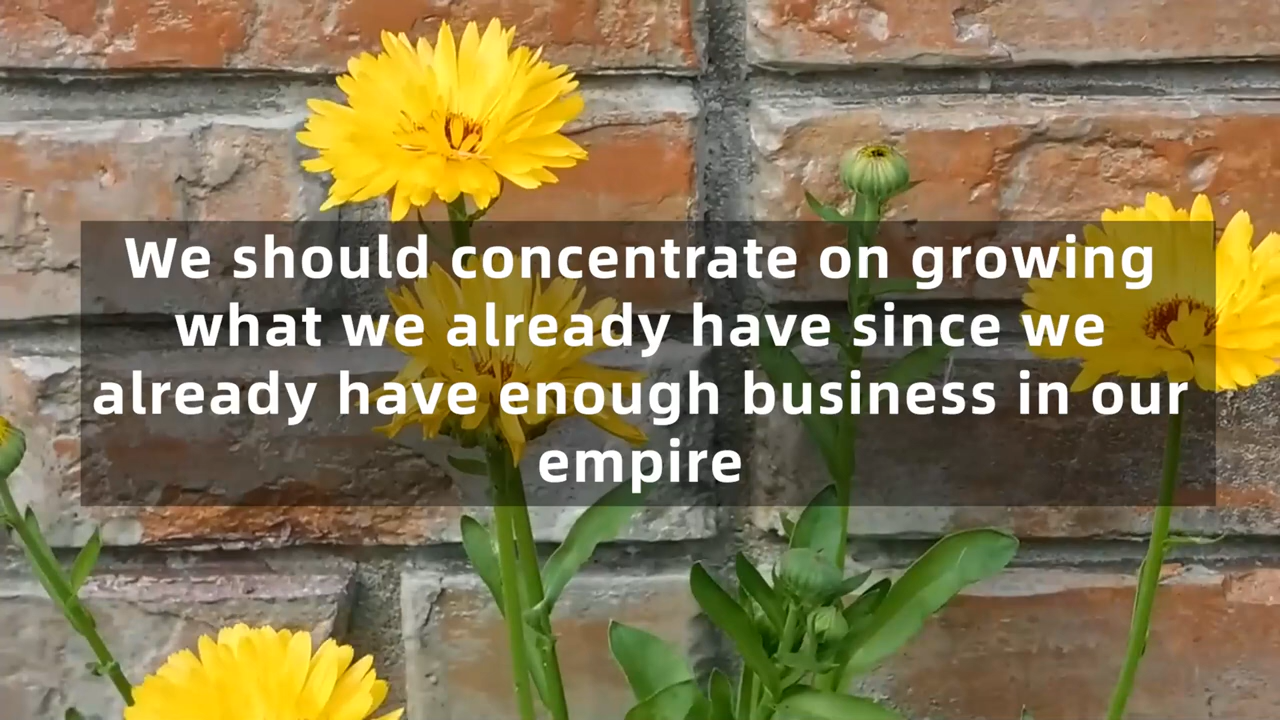 We should concentrate on growing
what we already have since we
already have enough business in our
empire